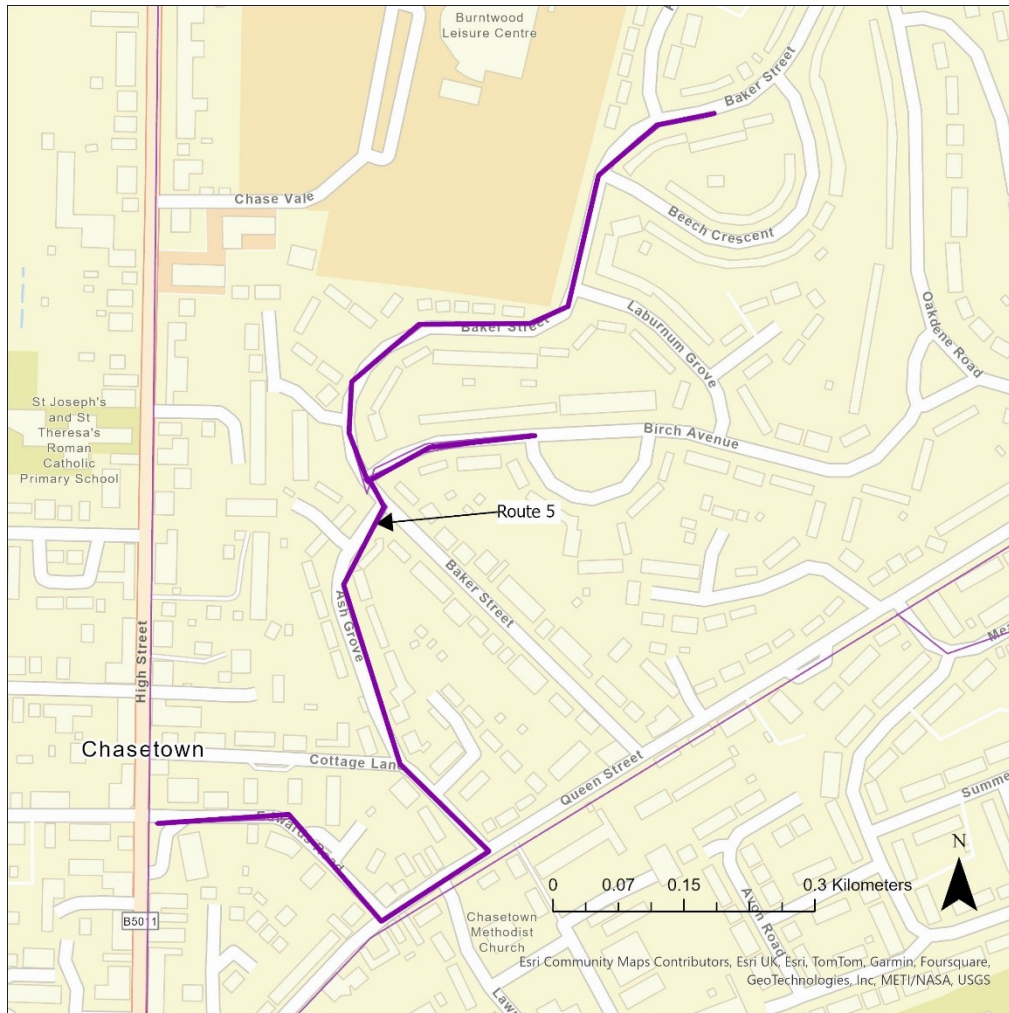 Burntwood
Leisure Centre
Baker Street
Chase Vale
Beech Crescent
Oakdene Road
Laburnum Grove
Baker Street
St Joseph's
and St
Theresa's
Roman
Catholic
Primary School
Birch Avenue
Route 5
Baker Street
Ash Grove
High Street
Chasetown
Cottage Lane
Queen Street
Edwards Road
B5011
Chasetown
Methodist
Church
Avon Road
N
0 0.07 0.15 0.3 Kilometers
Esri Community Maps Contributors, Esri UK, Esri, TomTom, Garmin, Foursquare,
GeoTechnologies, Inc, METI/NASA, USGS